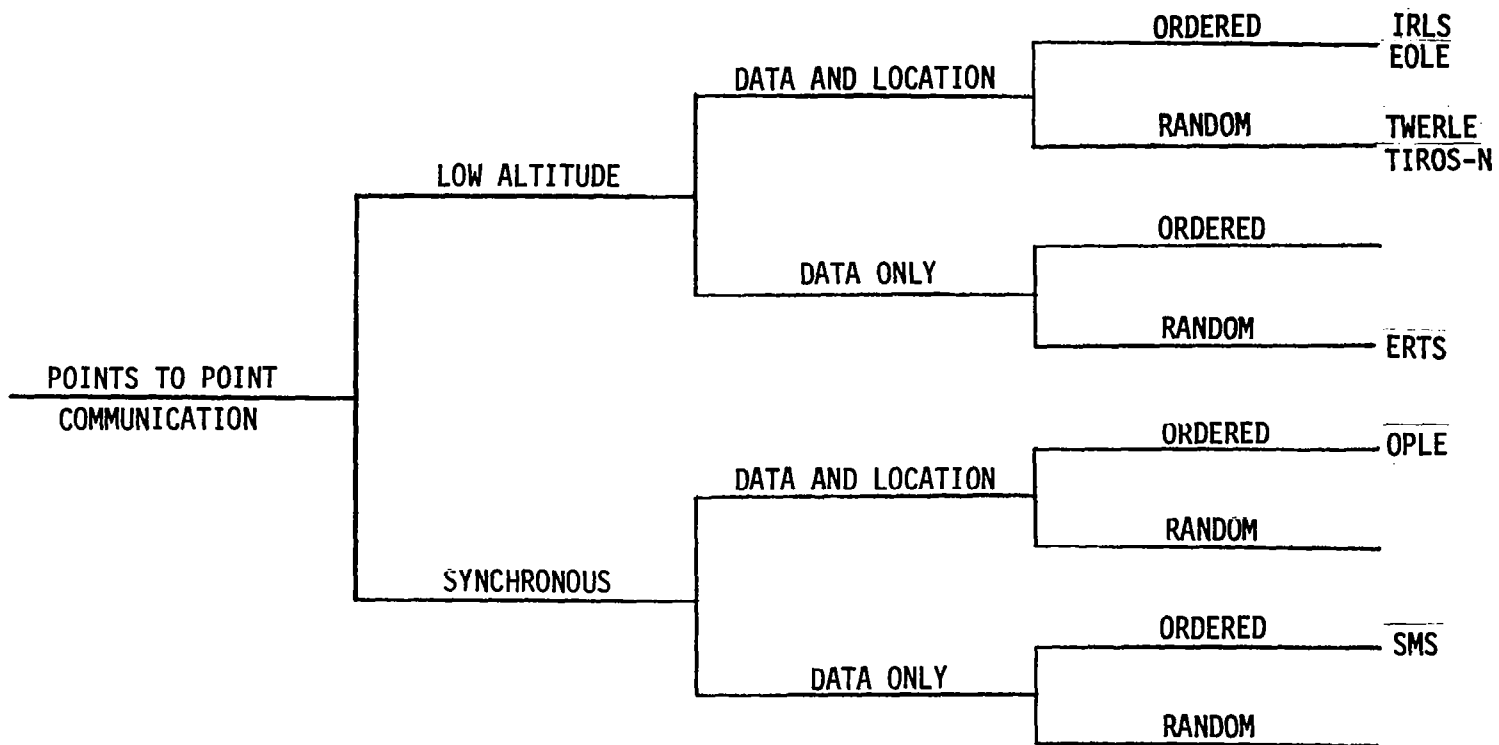 ORDERED
IRLS
EOLE
DATA AND LOCATION
RANDOM
TWERLE
TIROS-N
LOW ALTITUDE
ORDERED
DATA ONLY
RANDOM
ERTS
POINTS TO POINT
COMMUNICATION
ORDERED
OPLE
DATA AND LOCATION
RANDOM
SYNCHRONOUS
ORDERED
SMS
DATA ONLY
RANDOM